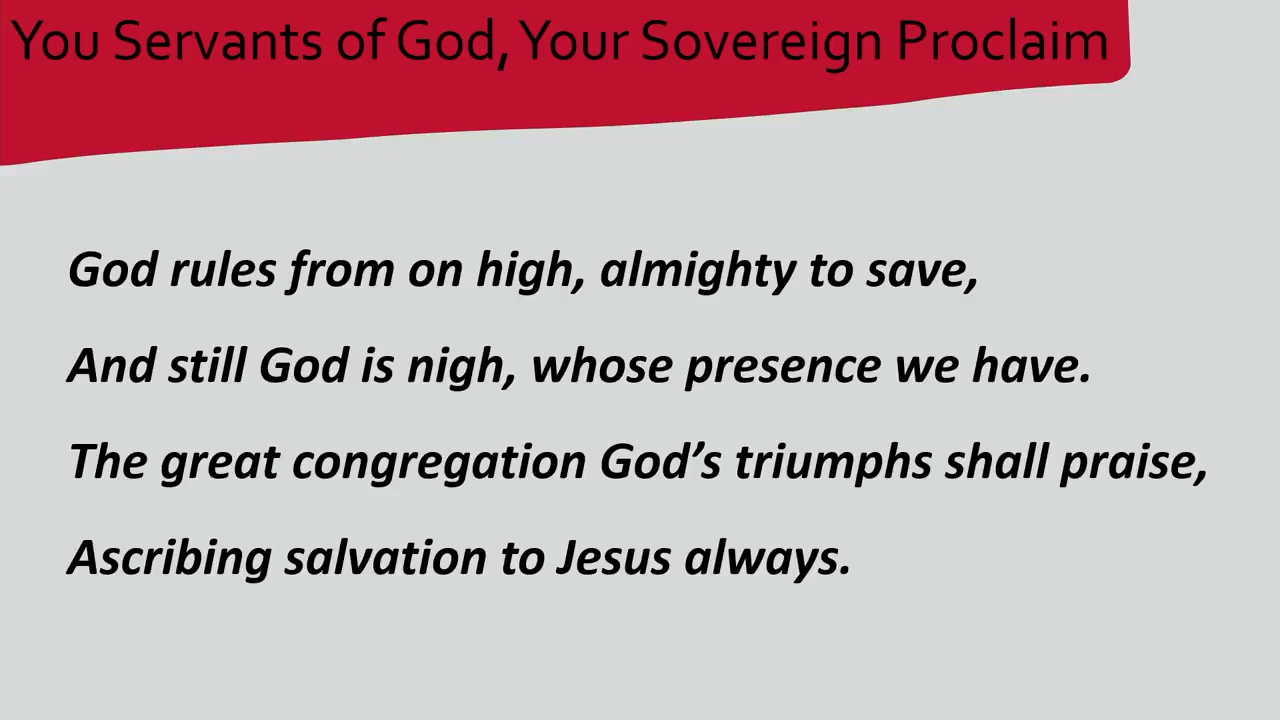 You Servants of God, Your Sovereign Proclaim
God rules from on high, almighty to save,
And still God is nigh, whose presence we have.
The great congregation God’s triumphs shall praise,
Ascribing salvation to Jesus always.